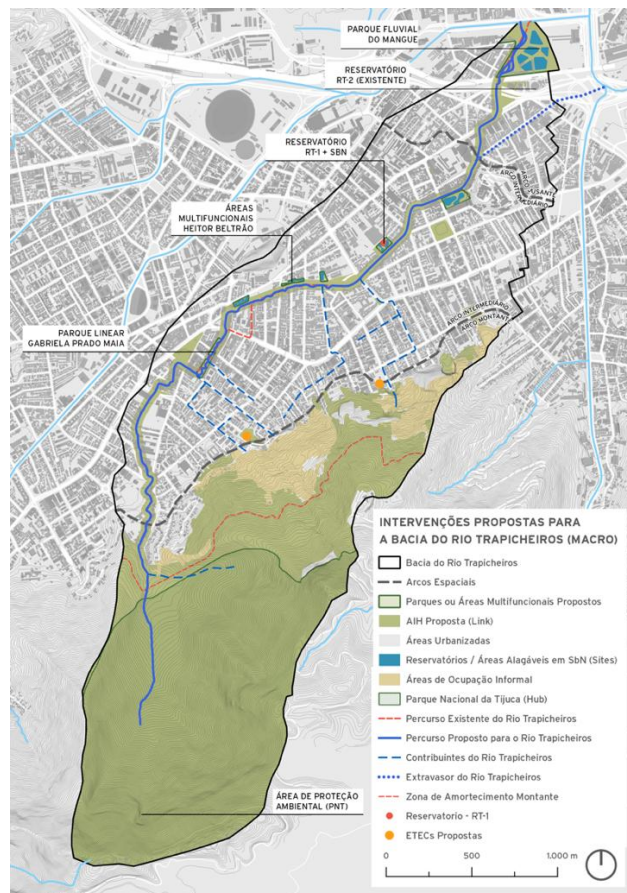 PARQUE FLUVIAL
DO MANGUE
RESERVATÓRIO
RT-2 (EXISTENTE)
RESERVATÓRIO
RT-1 + SBN
ARCO JUSANTE
ARCO INTERMEDIÁRIO
ÁREAS
MULTIFUNCIONAIS
HEITOR BELTRÃO
ARCO INTERMEDIÁRIO
ARCO MONTANTE
PARQUE LINEAR
GABRIELA PRADO MAIA
ÁREA DE PROTEÇÃO
AMBIENTAL (PNT)
INTERVENÇÕES PROPOSTAS PARA
A BACIA DO RIO TRAPICHEIROS (MACRO)
Bacia do Rio Trapicheiros
Arcos Espaciais
Parques ou Áreas Multifuncionais Propostos
AIH Proposta (Link)
Áreas Urbanizadas
Reservatórios / Áreas Alagáveis em SbN (Sites)
Áreas de Ocupação Informal
Parque Nacional da Tijuca (Hub)
Percurso Existente do Rio Trapicheiros
Percurso Proposto para o Rio Trapicheiros
Contribuintes do Rio Trapicheiros
Extravasor do Rio Trapicheiros
Zona de Amortecimento Montante
Reservatorio - RT-1
ETECs Propostas
0 500 1,000 m